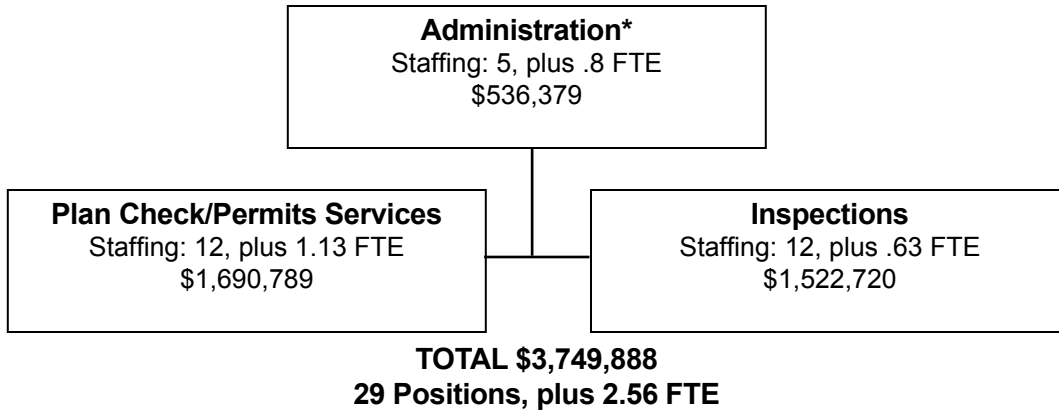 Administration*
Staffing: 5, plus .8 FTE
$536,379
Plan Check/Permits Services
Staffing: 12, plus 1.13 FTE
$1,690,789
Inspections
Staffing: 12, plus .63 FTE
$1,522,720
TOTAL $3,749,888
29 Positions, plus 2.56 FTE